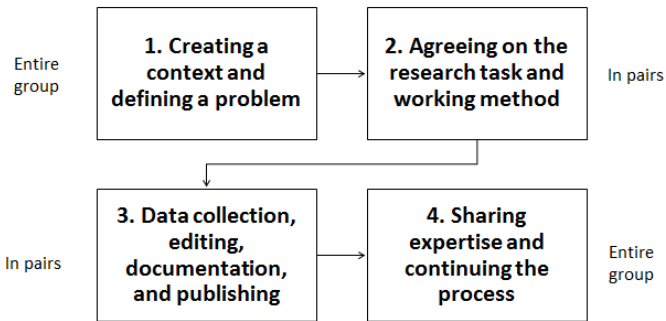 Entire
group
1. Creating a
context and
defining a problem
2. Agreeing on the
research task and
working method
In pairs
In pairs
3. Data collection,
editing,
documentation,
and publishing
4. Sharing
expertise and
continuing the
process
Entire
group